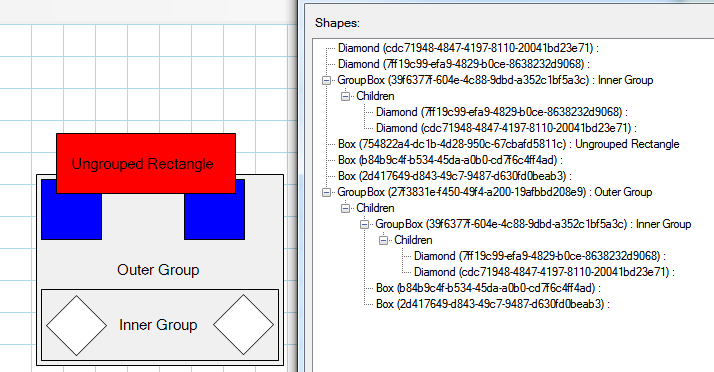 Ungrouped Rectangle
Outer Group
Inner Group
Shapes:
Diamond (cdc71948-4847-4197-8110-20041bd23e71) :
Diamond (7ff19c99-efa9-4829-b0ce-8638232d9068) :
GroupBox (39f6377f-604e-4c88-9dbd-a352c1bf5a3c) : Inner Group
Children
Diamond (7ff19c99-efa9-4829-b0ce-8638232d9068) :
Diamond (cdc71948-4847-4197-8110-20041bd23e71) :
Box (754822a4-dc1b-4d28-950c-67cbafd5811c) : Ungrouped Rectangle
Box (b84b9c4f-b534-45da-a0b0-cd7f6c4ff4ad) :
Box (2d417649-d843-49c7-9487-d630fd0beab3) :
GroupBox (27f3831e-f450-49f4-a200-19afbbd208e9) : Outer Group
Children
GroupBox (39f6377f-604e-4c88-9dbd-a352c1bf5a3c) : Inner Group
Children
Diamond (7ff19c99-efa9-4829-b0ce-8638232d9068) :
Diamond (cdc71948-4847-4197-8110-20041bd23e71) :
Box (b84b9c4f-b534-45da-a0b0-cd7f6c4ff4ad) :
Box (2d417649-d843-49c7-9487-d630fd0beab3) :